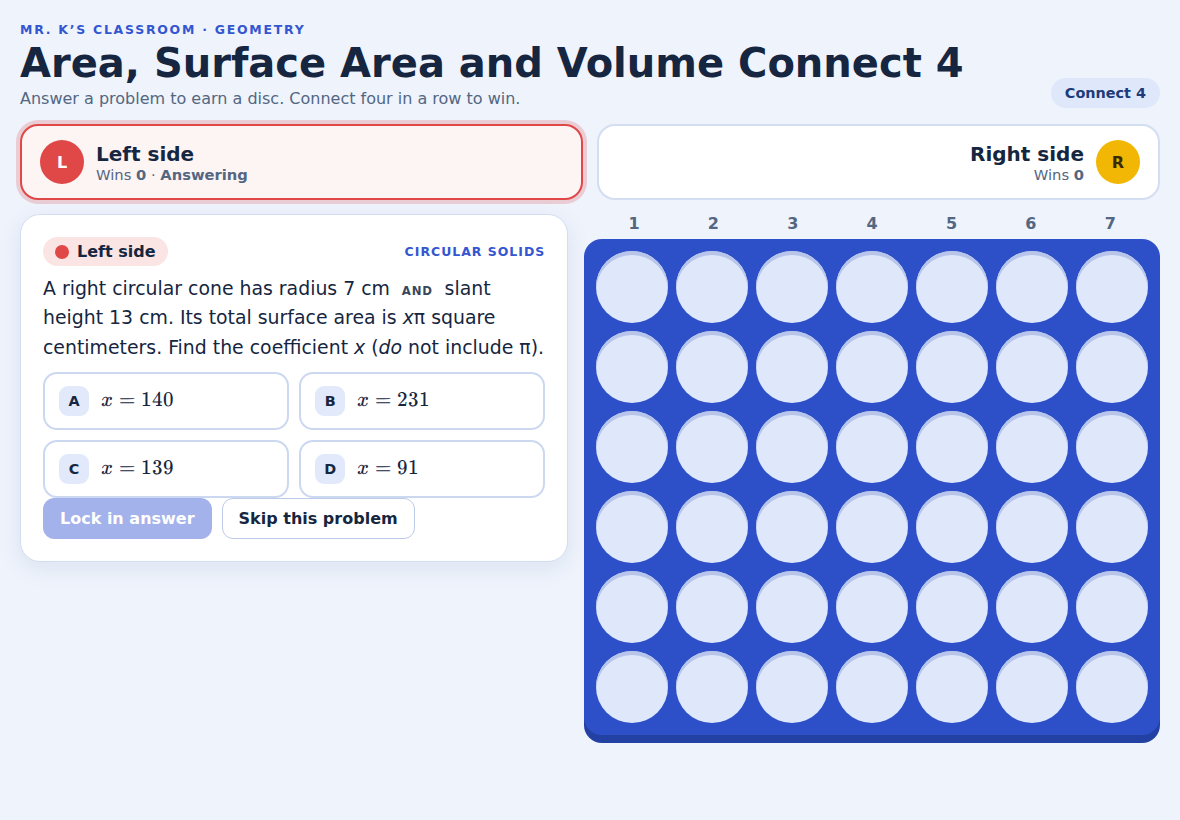 MR. K’S CLASSROOM · GEOMETRY
Area, Surface Area and Volume Connect 4
Answer a problem to earn a disc. Connect four in a row to win.
Connect 4
L
Left side
Wins 0 · Answering
Right side
Wins 0
R
Left side
CIRCULAR SOLIDS
A right circular cone has radius 7 cm AND slant
height 13 cm. Its total surface area is xπ square
centimeters. Find the coefficient x (do not include π).
A x = 140
B x = 231
C x = 139
D x = 91
Lock in answer
Skip this problem
1 2 3 4 5 6 7